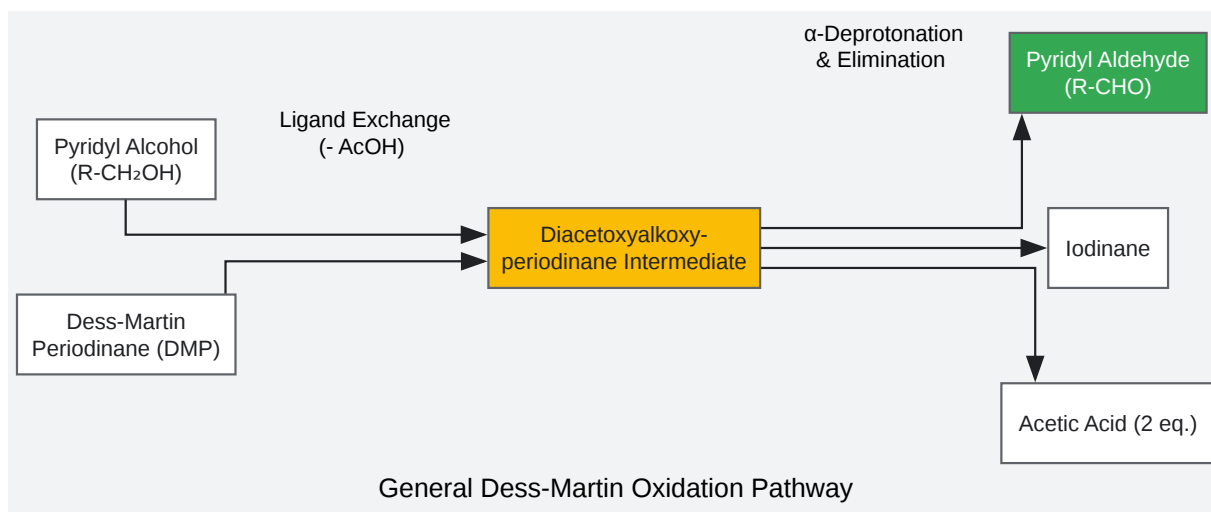 α-Deprotonation
& Elimination
Pyridyl Aldehyde
(R-CHO)
Ligand Exchange
(- AcOH)
Pyridyl Alcohol
(R-CH₂OH)
Diacetoxyalkoxy-
periodinane Intermediate
Iodinane
Dess-Martin
Periodinane (DMP)
Acetic Acid (2 eq.)
General Dess-Martin Oxidation Pathway